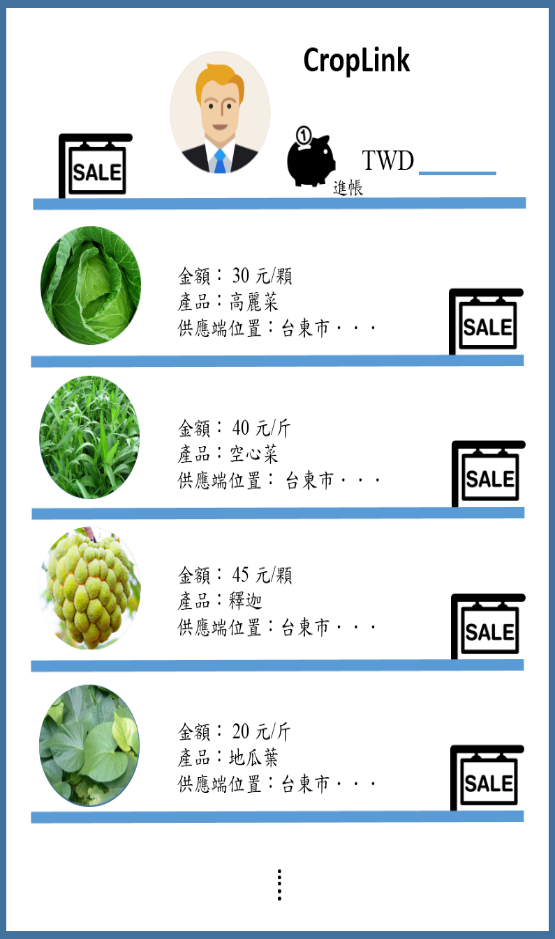 CropLink
SALE
1
TWD
進帳
金額： 30 元/顆
產品：高麗菜
供應端位置：台東市・・・
SALE
金額： 40 元/斤
產品：空心菜
供應端位置： 台東市・・・
SALE
金額： 45 元/顆
產品：釋迦
供應端位置：台東市・・・
SALE
金額： 20 元/斤
產品：地瓜葉
供應端位置：台東市・・・
SALE